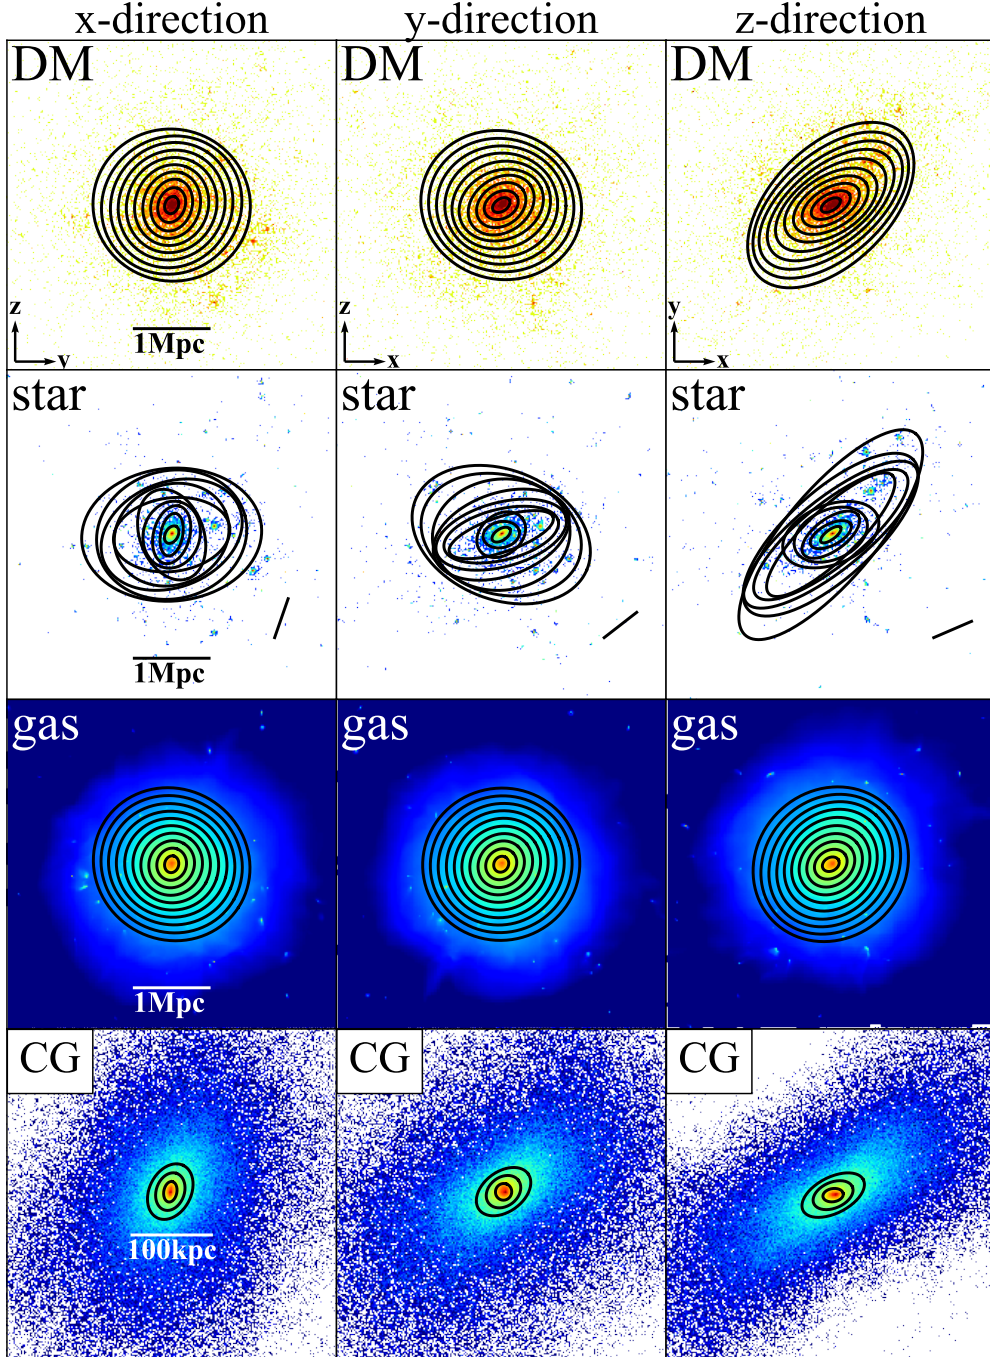 x-direction y-direction z-direction
DM DM DM
z z y
y x x
1Mpc
star star star
1Mpc
gas gas gas
1Mpc
CG CG CG
100kpc